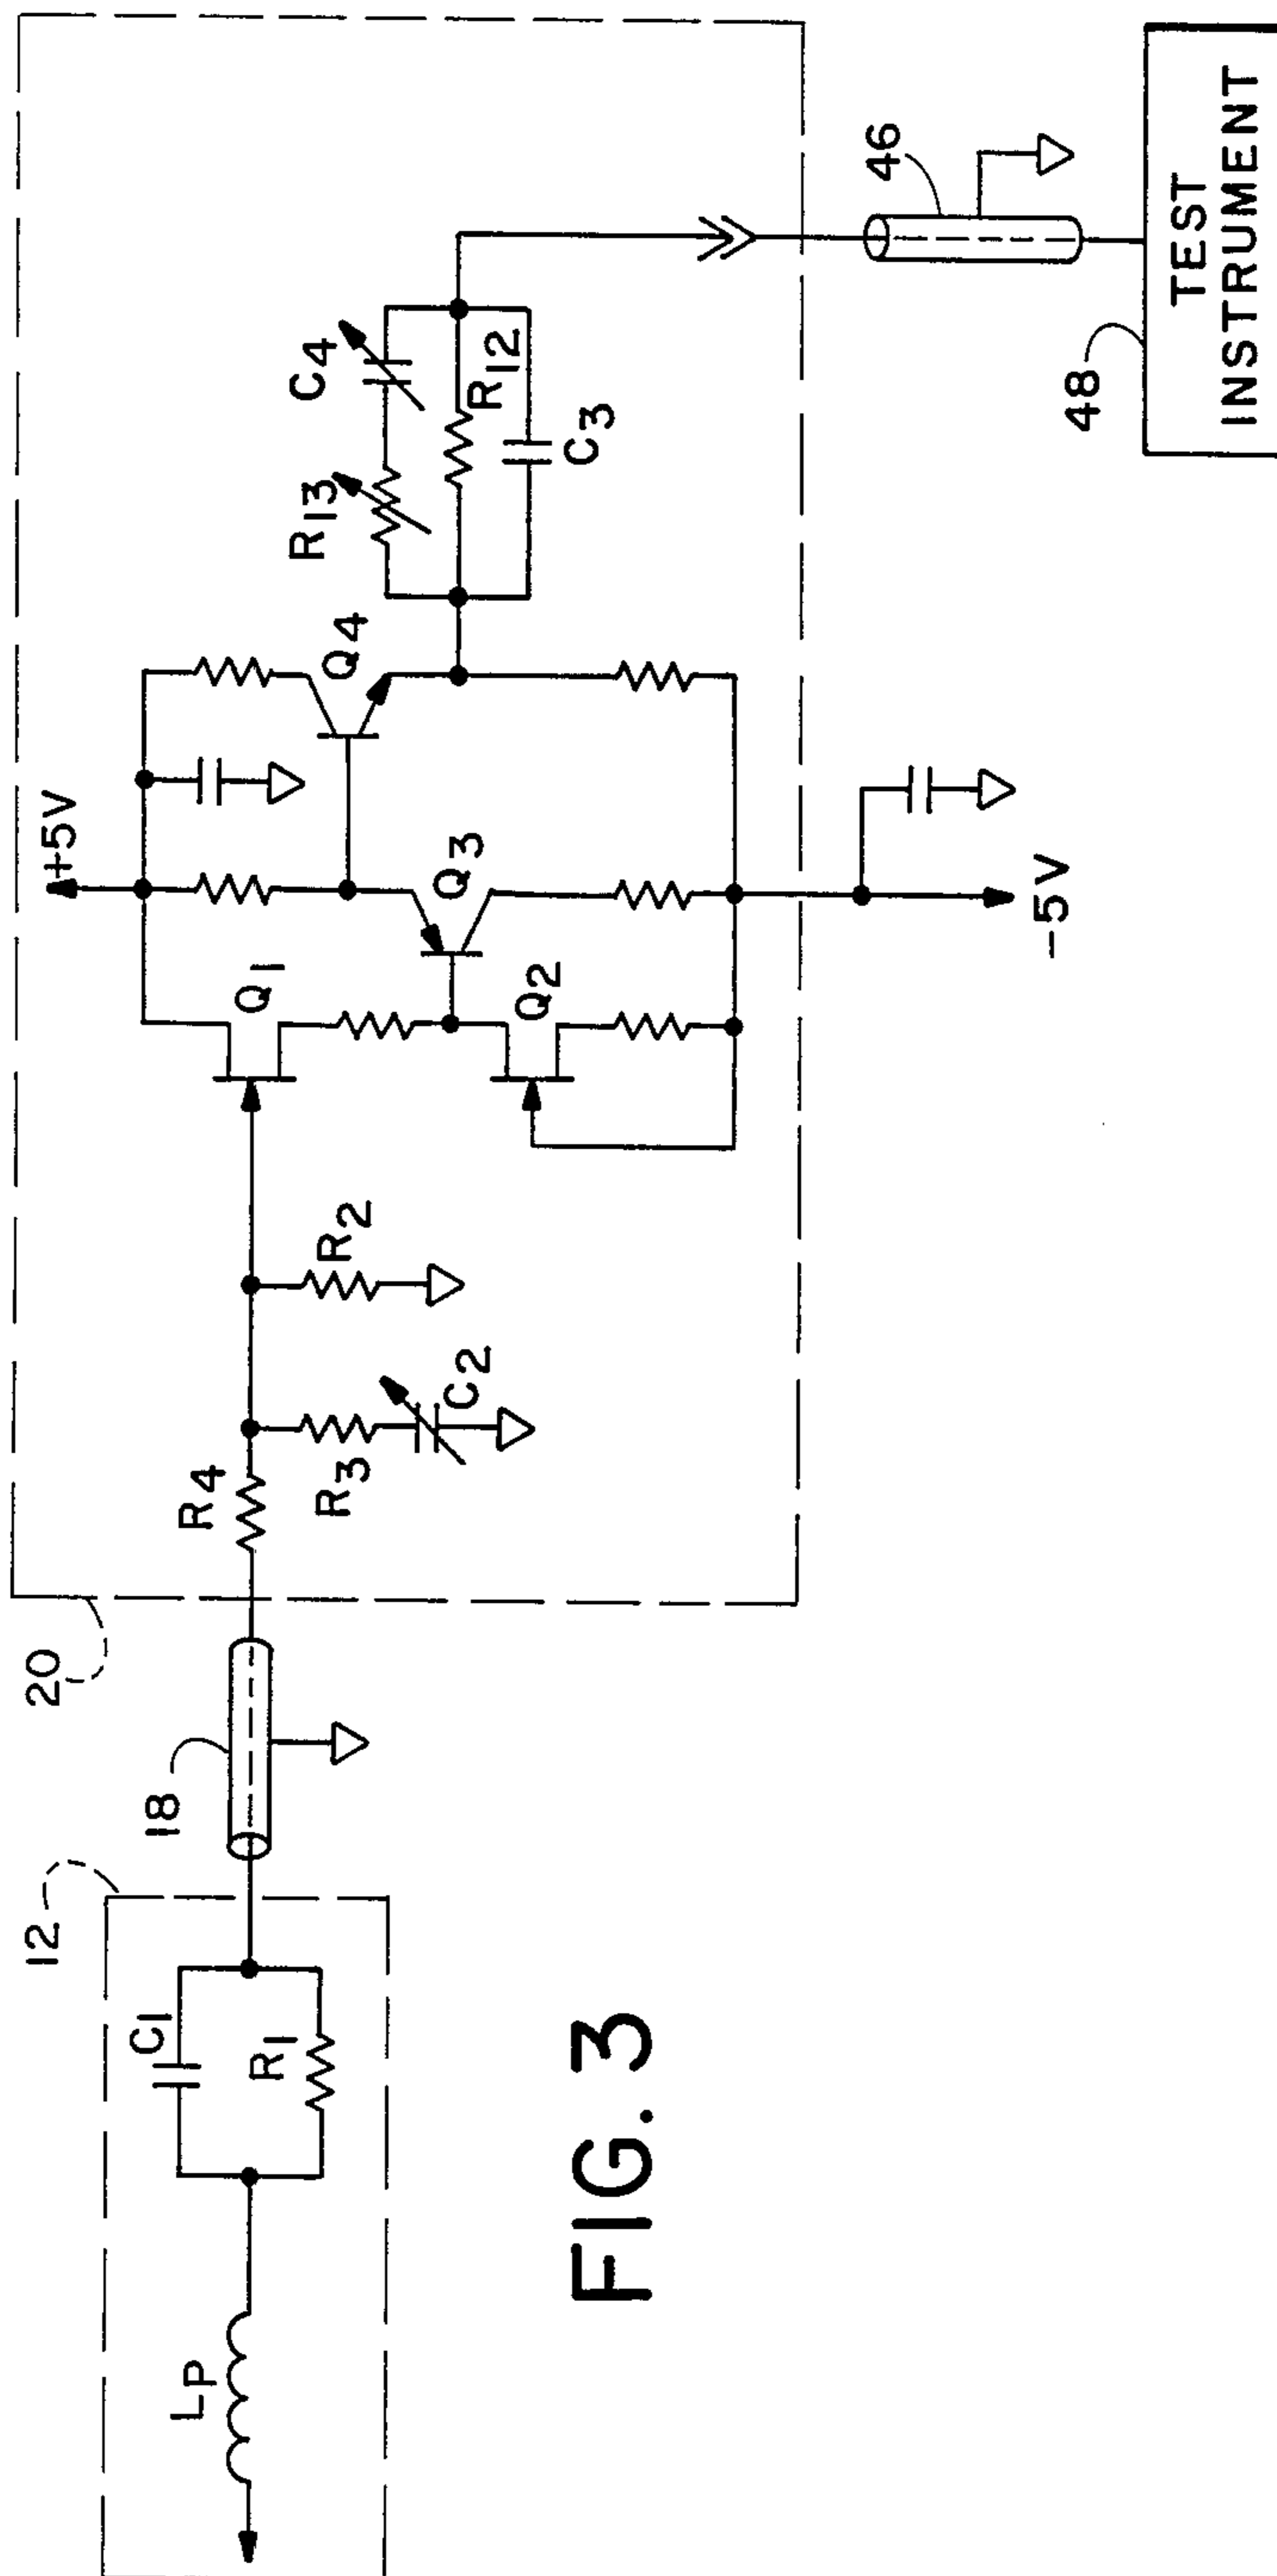 +5V
Q1
Q2
Q3
Q4
-5V
R13
C4
R12
C3
R4
R3
C2
R2
20
18
12
C1
R1
LP
46
48
TEST
INSTRUMENT
FIG. 3